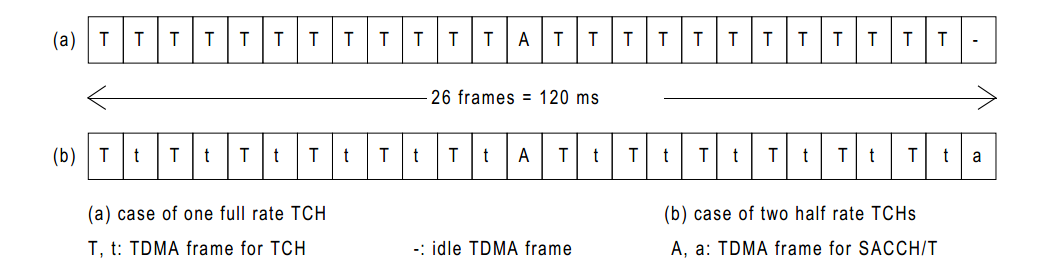 (a) T T T T T T T T T T T T A T T T T T T T T T T T T -
26 frames = 120 ms
(b) T t T t T t T t T t T t A T t T t T t T t T t T t a
(a) case of one full rate TCH (b) case of two half rate TCHs
T, t: TDMA frame for TCH -: idle TDMA frame A, a: TDMA frame for SACCH/T